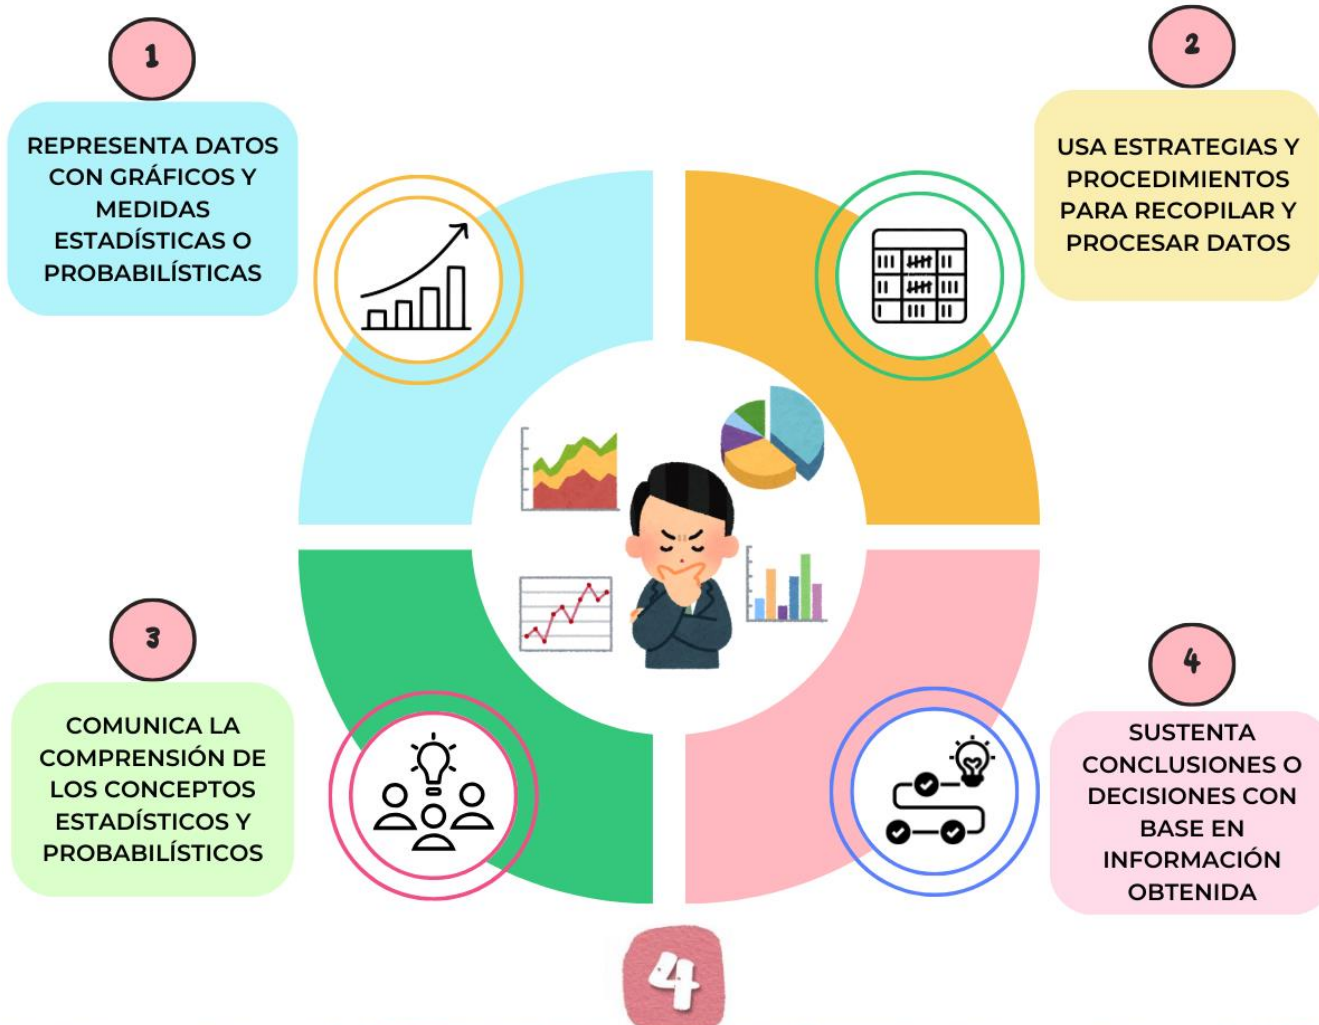 1
REPRESENTA DATOS
CON GRÁFICOS Y
MEDIDAS
ESTADÍSTICAS O
PROBABILÍSTICAS
2
USA ESTRATEGIAS Y
PROCEDIMIENTOS
PARA RECOPILAR Y
PROCESAR DATOS
3
COMUNICA LA
COMPRENSIÓN DE
LOS CONCEPTOS
ESTADÍSTICOS Y
PROBABILÍSTICOS
4
SUSTENTA
CONCLUSIONES O
DECISIONES CON
BASE EN
INFORMACIÓN
OBTENIDA
4